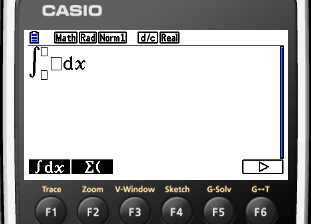 CASIO
Math Rad Norm1 d/c Real
∫□□ □dx
∫dx Σ( ▷
Trace Zoom V-Window Sketch G-Solv G↔T
F1 F2 F3 F4 F5 F6